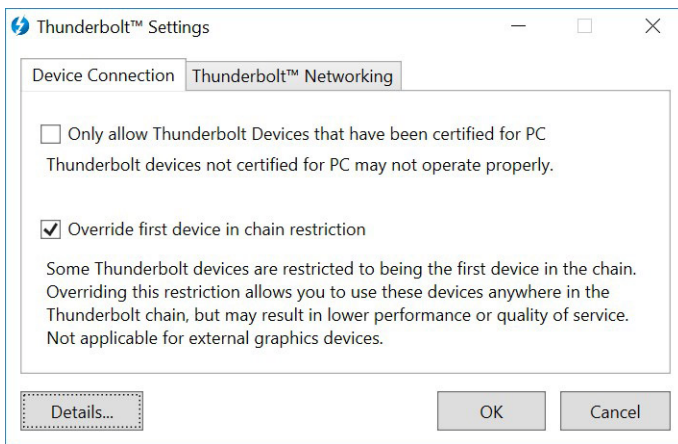 Thunderbolt™ Settings
Device Connection
Thunderbolt™ Networking
Only allow Thunderbolt Devices that have been certified for PC
Thunderbolt devices not certified for PC may not operate properly.
Override first device in chain restriction
Some Thunderbolt devices are restricted to being the first device in the chain.
Overriding this restriction allows you to use these devices anywhere in the
Thunderbolt chain, but may result in lower performance or quality of service.
Not applicable for external graphics devices.
Details...
OK
Cancel